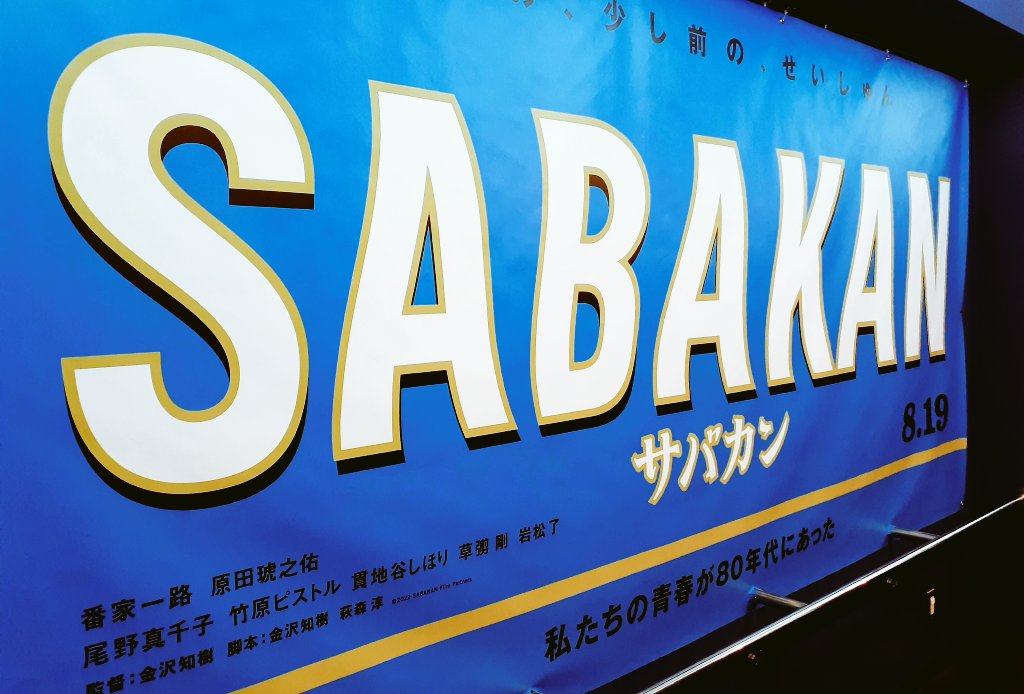 、少し前の、せいしゅん
SABAKAN
サバカン
8.19
番家一路 原田琥之佑
尾野真千子 竹原ピストル 貫地谷しほり 草彅 剛 岩松 了
監督：金沢知樹 脚本：金沢知樹 萩森 淳 ©2022 SABAKAN Film Partners
私たちの青春が80年代にあった